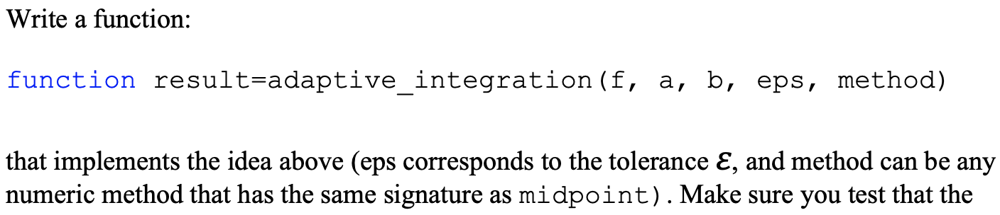 Write a function:
function result=adaptive_integration(f, a, b, eps, method)
that implements the idea above (eps corresponds to the tolerance ℇ, and method can be any
numeric method that has the same signature as midpoint). Make sure you test that the